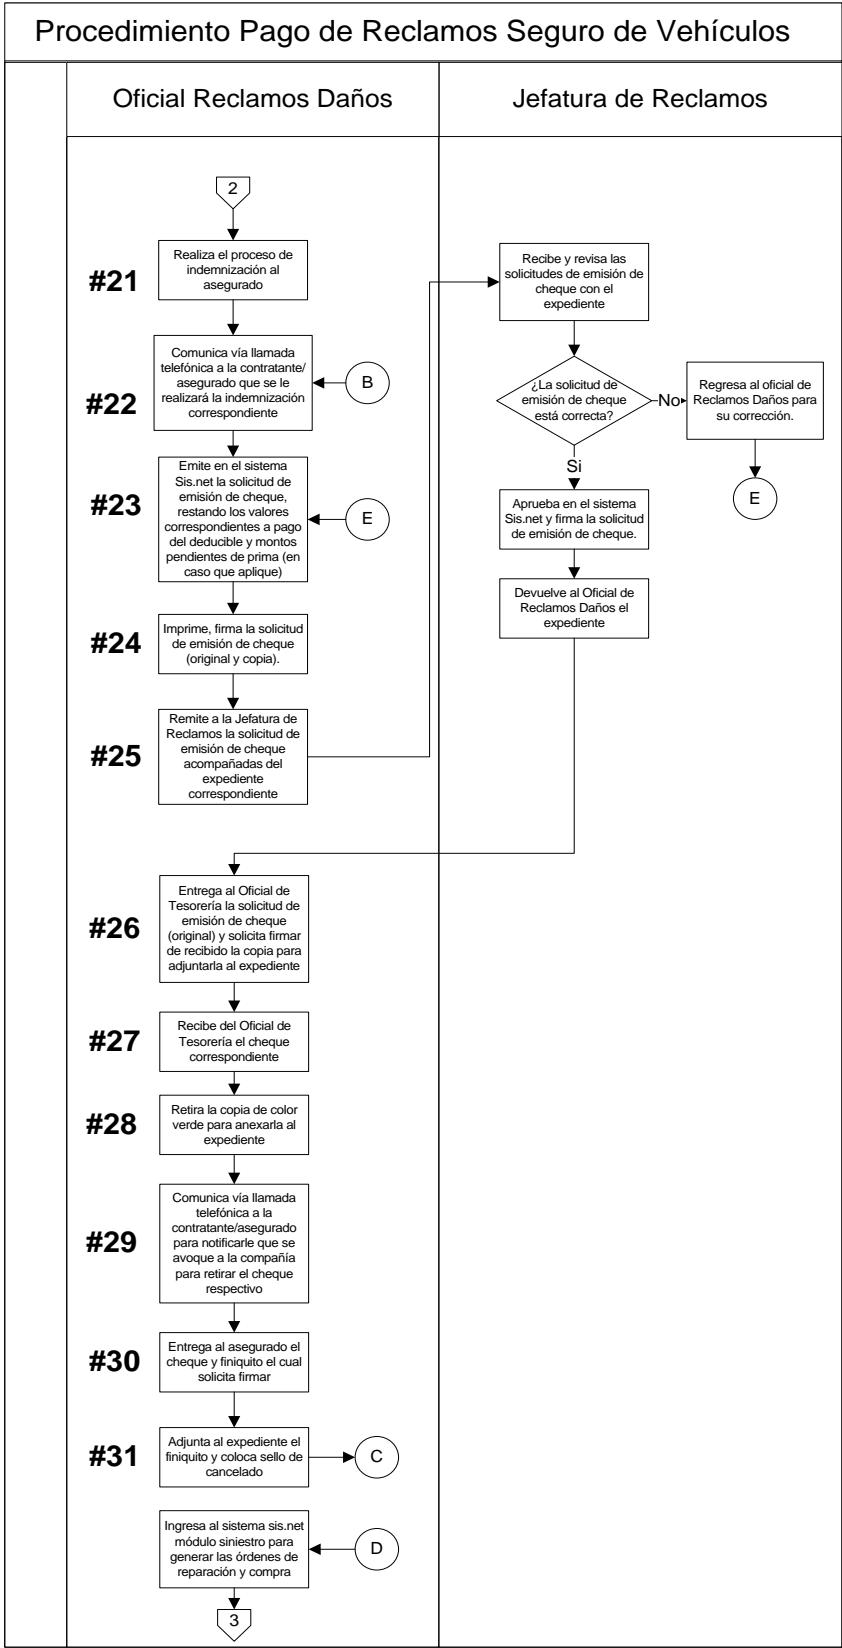 Procedimiento Pago de Reclamos Seguro de Vehículos
Oficial Reclamos Daños
Jefatura de Reclamos
2
#21
Realiza el proceso de
indemnización al
asegurado
#22
Comunica vía llamada
telefónica a la contratante/
asegurado que se le
realizará la indemnización
correspondiente
B
#23
Emite en el sistema
Sis.net la solicitud de
emisión de cheque,
restando los valores
correspondientes a pago
del deducible y montos
pendientes de prima (en
caso que aplique)
E
#24
Imprime, firma la solicitud
de emisión de cheque
(original y copia).
#25
Remite a la Jefatura de
Reclamos la solicitud de
emisión de cheque
acompañadas del
expediente
correspondiente
Recibe y revisa las
solicitudes de emisión de
cheque con el
expediente
¿La solicitud de
emisión de cheque
está correcta?
No
Regresa al oficial de
Reclamos Daños para
su corrección.
E
Si
Aprueba en el sistema
Sis.net y firma la solicitud
de emisión de cheque.
Devuelve al Oficial de
Reclamos Daños el
expediente
#26
Entrega al Oficial de
Tesorería la solicitud de
emisión de cheque
(original) y solicita firmar
de recibido la copia para
adjuntarla al expediente
#27
Recibe del Oficial de
Tesorería el cheque
correspondiente
#28
Retira la copia de color
verde para anexarla al
expediente
#29
Comunica vía llamada
telefónica a la
contratante/asegurado
para notificarle que se
avoque a la compañía
para retirar el cheque
respectivo
#30
Entrega al asegurado el
cheque y finiquito el cual
solicita firmar
#31
Adjunta al expediente el
finiquito y coloca sello de
cancelado
C
Ingresa al sistema sis.net
módulo siniestro para
generar las órdenes de
reparación y compra
D
3